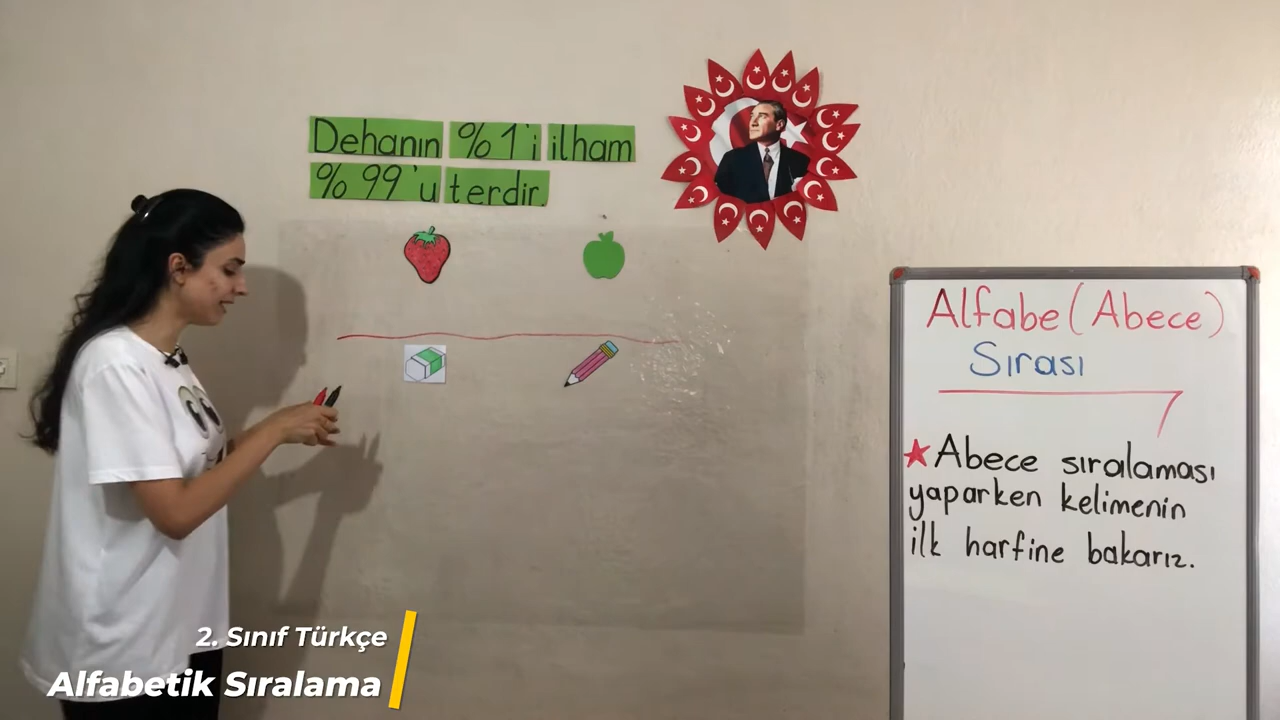 Dehanın %1'i ilham
%99'u terdir.
Alfabe (Abece)
Sırası
Abece sıralaması
yaparken kelimenin
ilk harfine bakarız.
2. Sınıf Türkçe
Alfabetik Sıralama